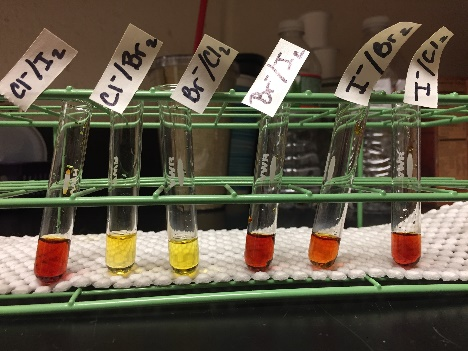 Cl⁻/I₂
Cl⁻/Br₂
Br⁻/Cl₂
Br⁻/I₂
I⁻/Br₂
I⁻/Cl₂